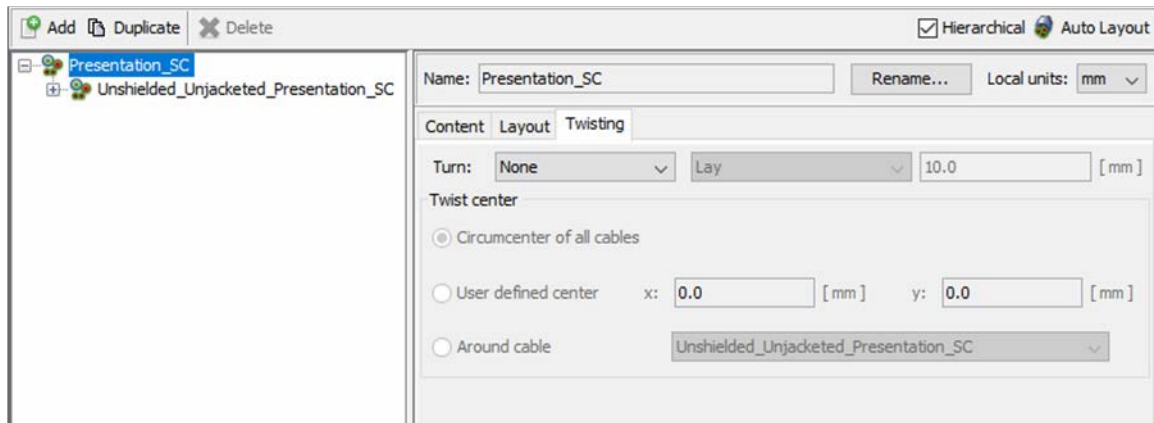 Add Duplicate Delete Hierarchical Auto Layout
Presentation_SC
Unshielded_Unjacketed_Presentation_SC
Name: Presentation_SC Rename... Local units: mm
Content Layout Twisting
Turn: None Lay 10.0 [ mm ]
Twist center
Circumcenter of all cables
User defined center x: 0.0 [ mm ] y: 0.0 [ mm ]
Around cable Unshielded_Unjacketed_Presentation_SC